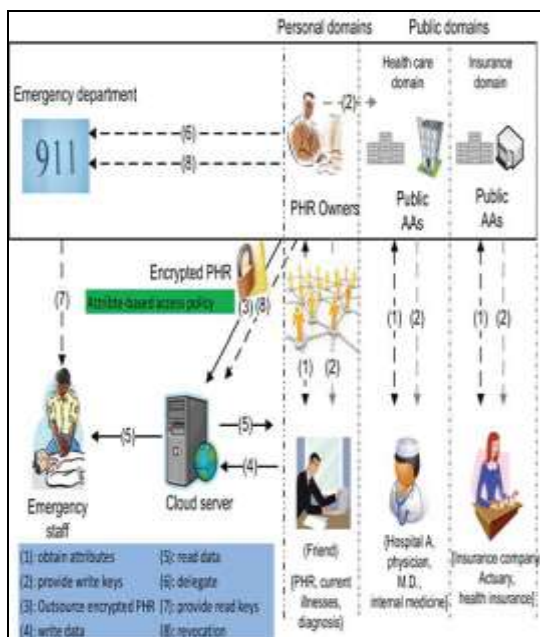 Personal domains
Public domains
Emergency department
911
(6)
(8)
(2)
PHR Owners
Health care
domain
Public
AAs
Insurance
domain
Public
AAs
Encrypted PHR
Attribte-based access policy
(3)
(8)
(7)
(1)
(2)
(1)
(2)
(1)
(2)
(5)
(5)
(4)
Emergency
staff
Cloud server
(Friend)
{PHR, current
illnesses,
diagnosis}
{Hospital A,
physician,
M.D.,
internal medicine}
{Insurance company,
Actuary,
health insurance}
(1): obtain attributes
(2): provide write keys
(3): Outsource encrypted PHR
(4): write data
(5): read data
(6): delegate
(7): provide read keys
(8): revocation